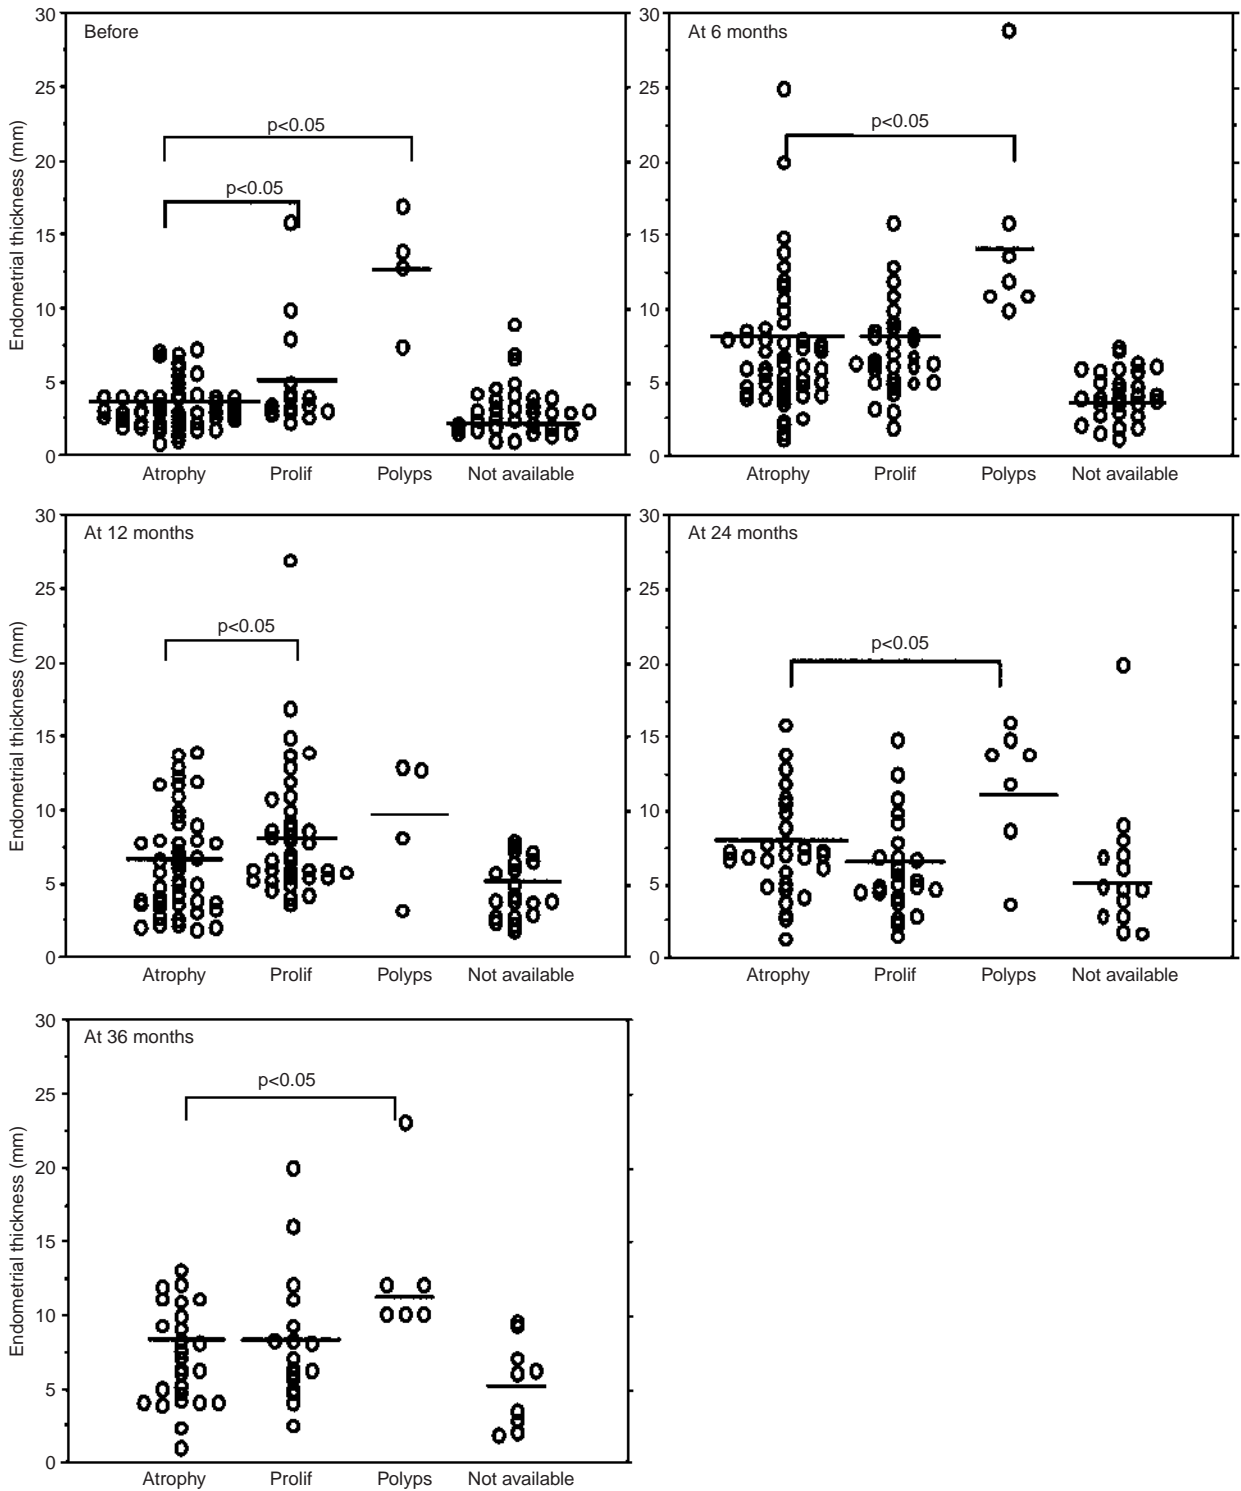 Before
Endometrial thickness (mm)
30
25
20
15
10
5
0
p<0.05
p<0.05
Atrophy Prolif Polyps Not available
At 6 months
30
25
20
15
10
5
0
p<0.05
Atrophy Prolif Polyps Not available
At 12 months
Endometrial thickness (mm)
30
25
20
15
10
5
0
p<0.05
Atrophy Prolif Polyps Not available
At 24 months
30
25
20
15
10
5
0
p<0.05
Atrophy Prolif Polyps Not available
At 36 months
Endometrial thickness (mm)
30
25
20
15
10
5
0
p<0.05
Atrophy Prolif Polyps Not available